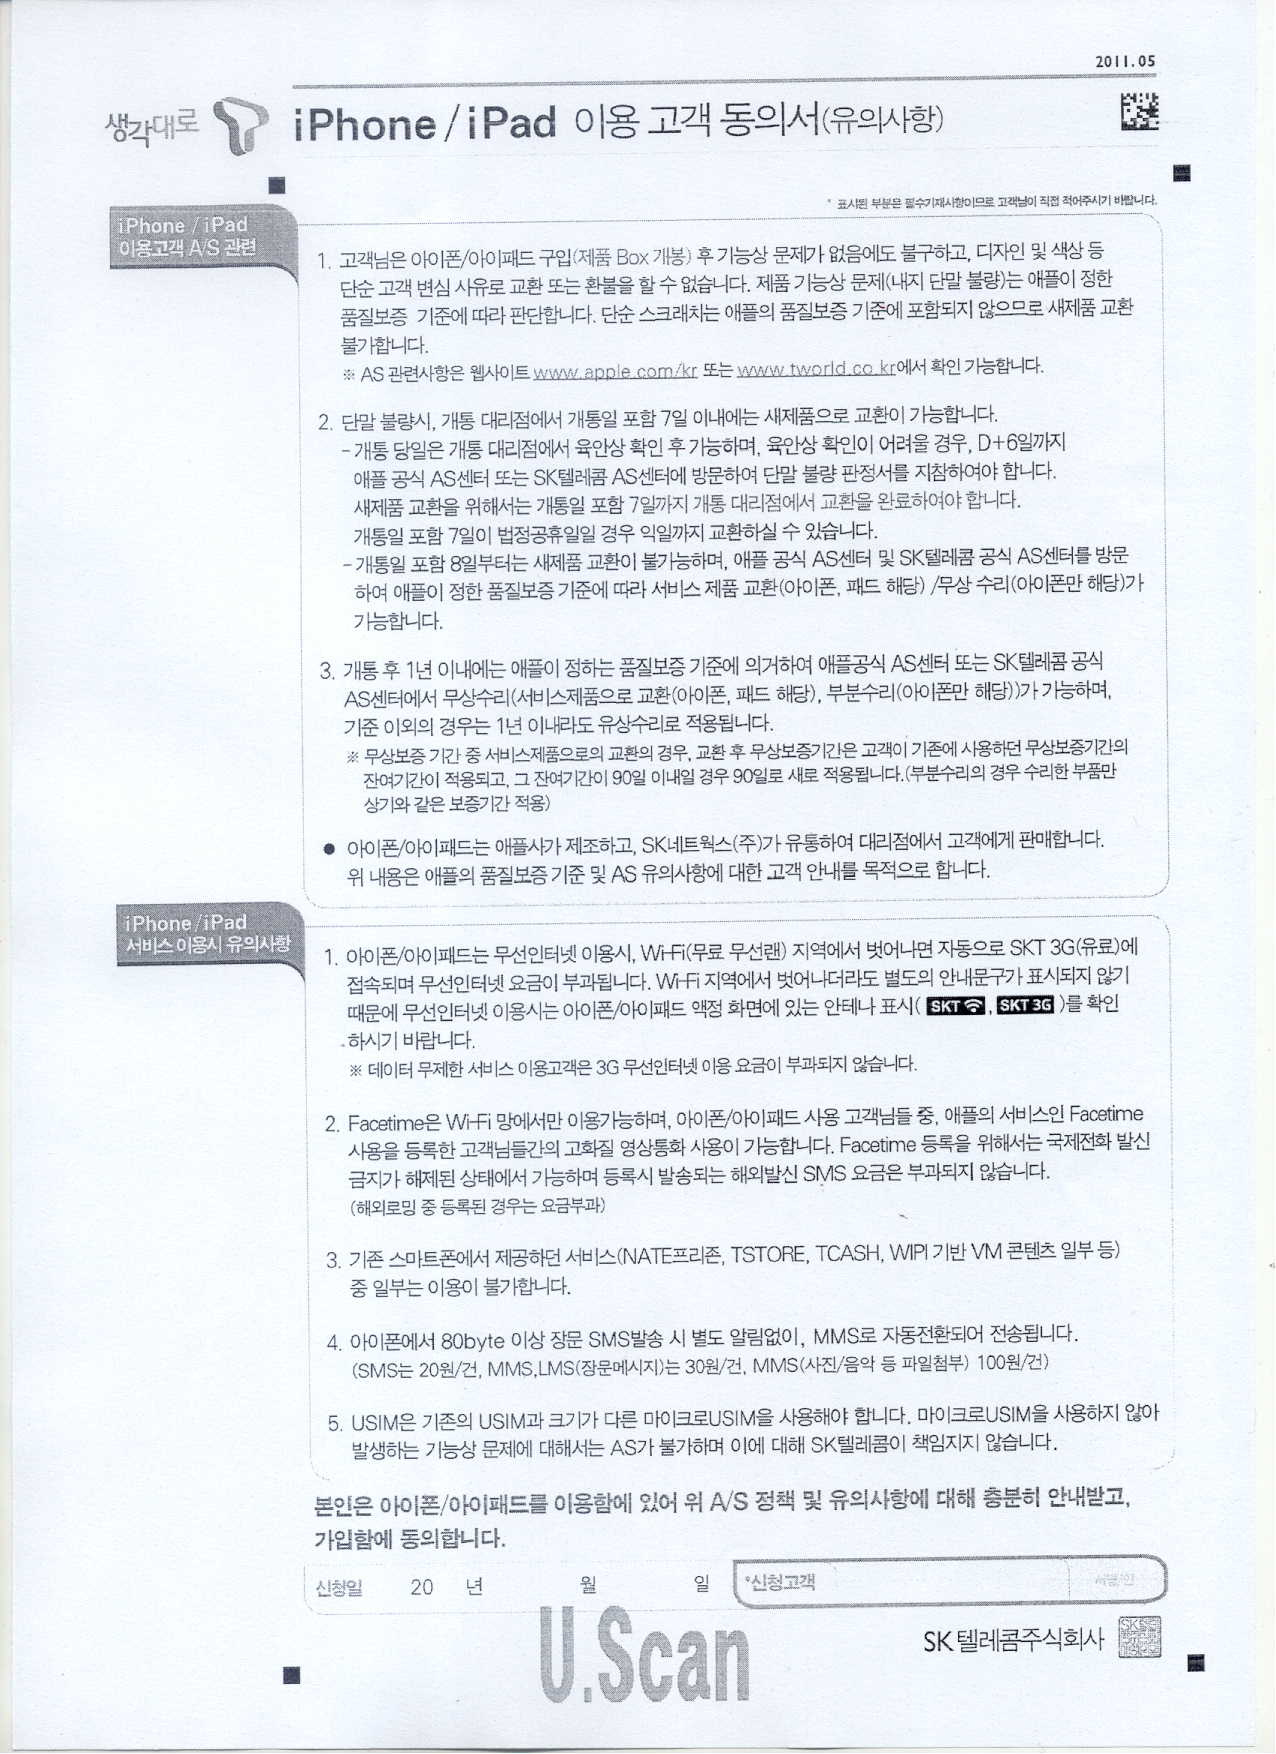 2011.05
생각대로 T iPhone / iPad 이용 고객 동의서(유의사항)
* 표시된 부분은 필수기재사항이므로 고객님이 직접 적어주시기 바랍니다.
iPhone / iPad
이용고객 A/S 관련
1. 고객님은 아이폰/아이패드 구입(제품 Box 개봉) 후 기능상 문제가 없음에도 불구하고, 디자인 및 색상 등
단순 고객 변심 사유로 교환 또는 환불을 할 수 없습니다. 제품 기능상 문제(내지 단말 불량)는 애플이 정한
품질보증 기준에 따라 판단합니다. 단순 스크래치는 애플의 품질보증 기준에 포함되지 않으므로 새제품 교환
불가합니다.
※ AS 관련사항은 웹사이트 www.apple.com/kr 또는 www.tworld.co.kr에서 확인 가능합니다.
2. 단말 불량시, 개통 대리점에서 개통일 포함 7일 이내에는 새제품으로 교환이 가능합니다.
- 개통 당일은 개통 대리점에서 육안상 확인 후 가능하며, 육안상 확인이 어려울 경우, D+6일까지
애플 공식 AS센터 또는 SK텔레콤 AS센터에 방문하여 단말 불량 판정서를 지참하여야 합니다.
새제품 교환을 위해서는 개통일 포함 7일까지 개통 대리점에서 교환을 완료하여야 합니다.
개통일 포함 7일이 법정공휴일일 경우 익일까지 교환하실 수 있습니다.
- 개통일 포함 8일부터는 새제품 교환이 불가능하며, 애플 공식 AS센터 및 SK텔레콤 공식 AS센터를 방문
하여 애플이 정한 품질보증 기준에 따라 서비스 제품 교환(아이폰, 패드 해당) /무상 수리(아이폰만 해당)가
가능합니다.
3. 개통 후 1년 이내에는 애플이 정하는 품질보증 기준에 의거하여 애플공식 AS센터 또는 SK텔레콤 공식
AS센터에서 무상수리(서비스제품으로 교환(아이폰, 패드 해당), 부분수리(아이폰만 해당))가 가능하며,
기준 이외의 경우는 1년 이내라도 유상수리로 적용됩니다.
※ 무상보증 기간 중 서비스제품으로의 교환의 경우, 교환 후 무상보증기간은 고객이 기존에 사용하던 무상보증기간의
잔여기간이 적용되고, 그 잔여기간이 90일 이내일 경우 90일로 새로 적용됩니다.(부분수리의 경우 수리한 부품만
상기와 같은 보증기간 적용)
● 아이폰/아이패드는 애플사가 제조하고, SK네트웍스(주)가 유통하여 대리점에서 고객에게 판매합니다.
위 내용은 애플의 품질보증 기준 및 AS 유의사항에 대한 고객 안내를 목적으로 합니다.
iPhone / iPad
서비스 이용시 유의사항
1. 아이폰/아이패드는 무선인터넷 이용시, Wi-Fi(무료 무선랜) 지역에서 벗어나면 자동으로 SKT 3G(유료)에
접속되며 무선인터넷 요금이 부과됩니다. Wi-Fi 지역에서 벗어나더라도 별도의 안내문구가 표시되지 않기
때문에 무선인터넷 이용시는 아이폰/아이패드 액정 화면에 있는 안테나 표시( SKT , SKT 3G )를 확인
하시기 바랍니다.
※ 데이터 무제한 서비스 이용고객은 3G 무선인터넷 이용 요금이 부과되지 않습니다.
2. Facetime은 Wi-Fi 망에서만 이용가능하며, 아이폰/아이패드 사용 고객님들 중, 애플의 서비스인 Facetime
사용을 등록한 고객님들간의 고화질 영상통화 사용이 가능합니다. Facetime 등록을 위해서는 국제전화 발신
금지가 해제된 상태에서 가능하며 등록시 발송되는 해외발신 SMS 요금은 부과되지 않습니다.
(해외로밍 중 등록된 경우는 요금부과)
3. 기존 스마트폰에서 제공하던 서비스(NATE프리존, TSTORE, TCASH, WIPI 기반 VM 콘텐츠 일부 등)
중 일부는 이용이 불가합니다.
4. 아이폰에서 80byte 이상 장문 SMS발송 시 별도 알림없이, MMS로 자동전환되어 전송됩니다.
(SMS는 20원/건, MMS,LMS(장문메시지)는 30원/건, MMS(사진/음악 등 파일첨부) 100원/건)
5. USIM은 기존의 USIM과 크기가 다른 마이크로USIM을 사용해야 합니다. 마이크로USIM을 사용하지 않아
발생하는 기능상 문제에 대해서는 AS가 불가하며 이에 대해 SK텔레콤이 책임지지 않습니다.
본인은 아이폰/아이패드를 이용함에 있어 위 A/S 정책 및 유의사항에 대해 충분히 안내받고,
가입함에 동의합니다.
신청일 20 년 월 일 *신청고객 서명/인
U.Scan
SK텔레콤주식회사